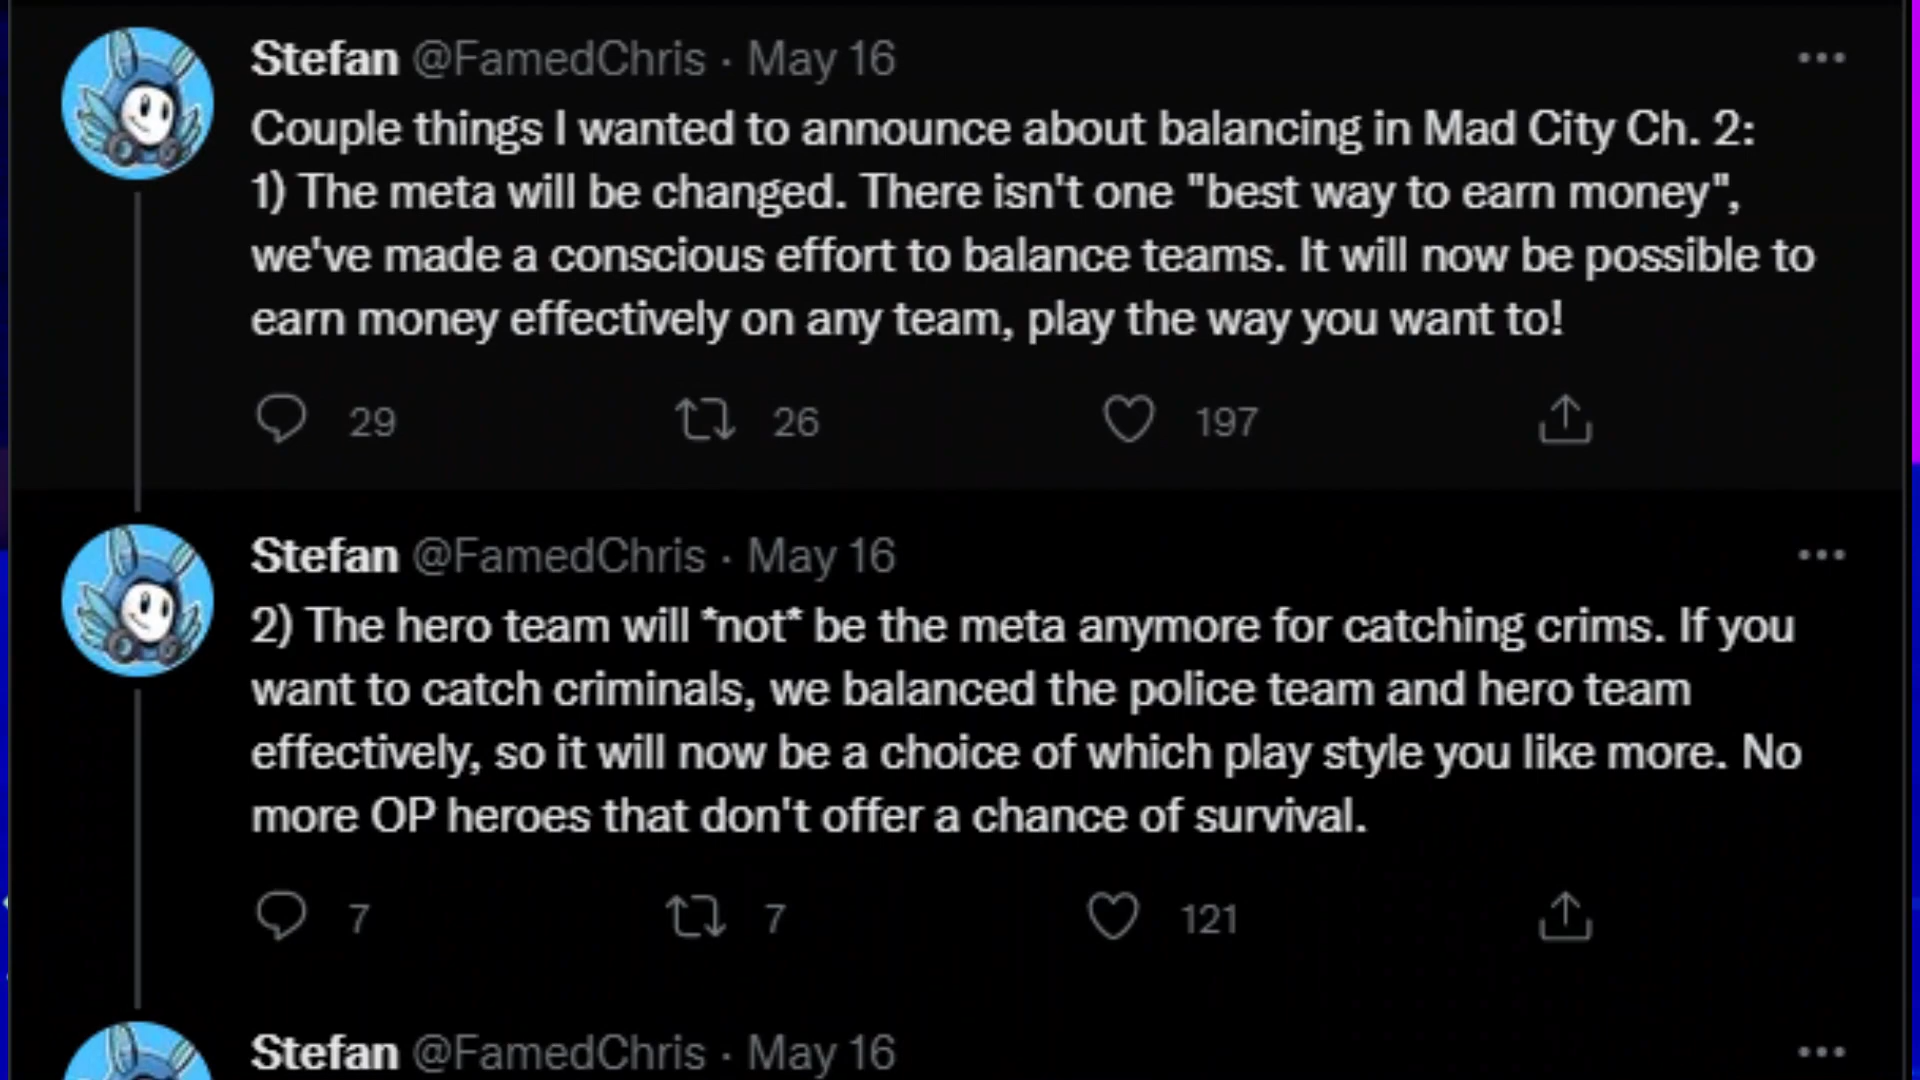 Stefan @FamedChris · May 16
Couple things I wanted to announce about balancing in Mad City Ch. 2:
1) The meta will be changed. There isn't one "best way to earn money",
we've made a conscious effort to balance teams. It will now be possible to
earn money effectively on any team, play the way you want to!
29 26 197
Stefan @FamedChris · May 16
2) The hero team will *not* be the meta anymore for catching crims. If you
want to catch criminals, we balanced the police team and hero team
effectively, so it will now be a choice of which play style you like more. No
more OP heroes that don't offer a chance of survival.
7 7 121
Stefan @FamedChris · May 16